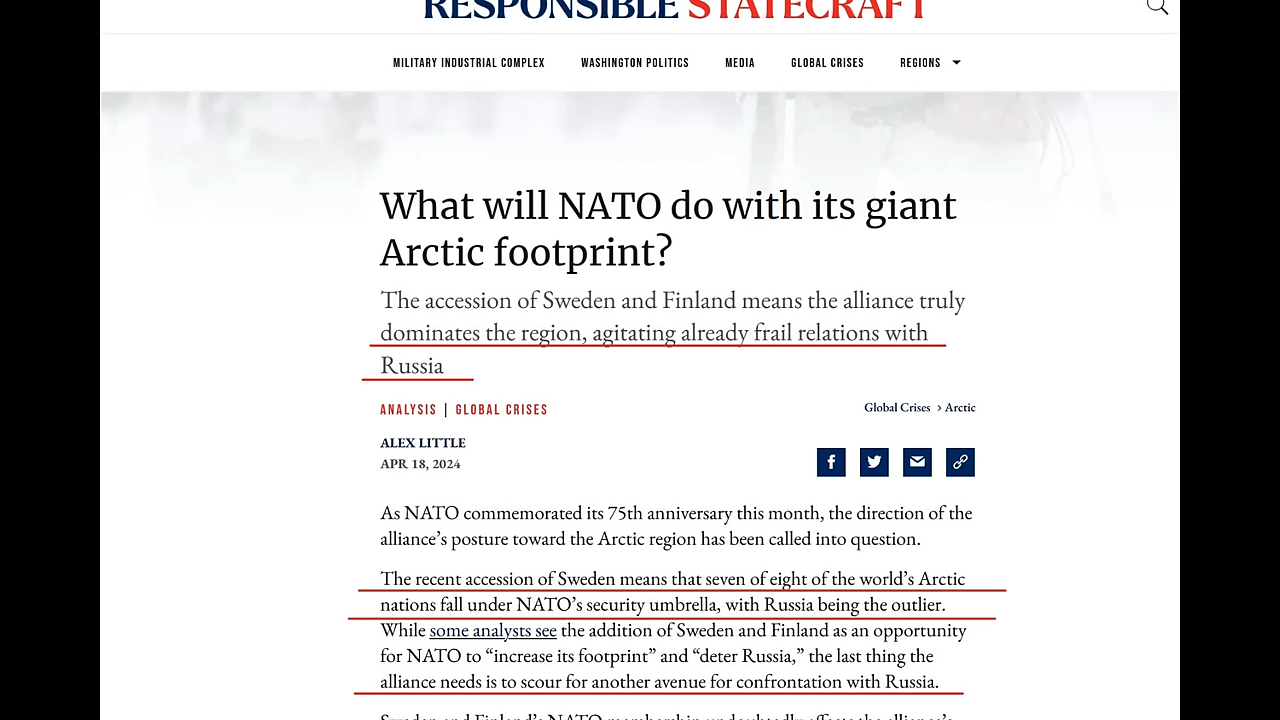 RESPONSIBLE STATECRAFT
MILITARY INDUSTRIAL COMPLEX WASHINGTON POLITICS MEDIA GLOBAL CRISES REGIONS
What will NATO do with its giant
Arctic footprint?
The accession of Sweden and Finland means the alliance truly
dominates the region, agitating already frail relations with
Russia
ANALYSIS | GLOBAL CRISES
Global Crises › Arctic
ALEX LITTLE
APR 18, 2024
As NATO commemorated its 75th anniversary this month, the direction of the
alliance’s posture toward the Arctic region has been called into question.
The recent accession of Sweden means that seven of eight of the world’s Arctic
nations fall under NATO’s security umbrella, with Russia being the outlier.
While some analysts see the addition of Sweden and Finland as an opportunity
for NATO to “increase its footprint” and “deter Russia,” the last thing the
alliance needs is to scour for another avenue for confrontation with Russia.
Sweden and Finland’s NATO membership undoubtedly affects the alliance’s